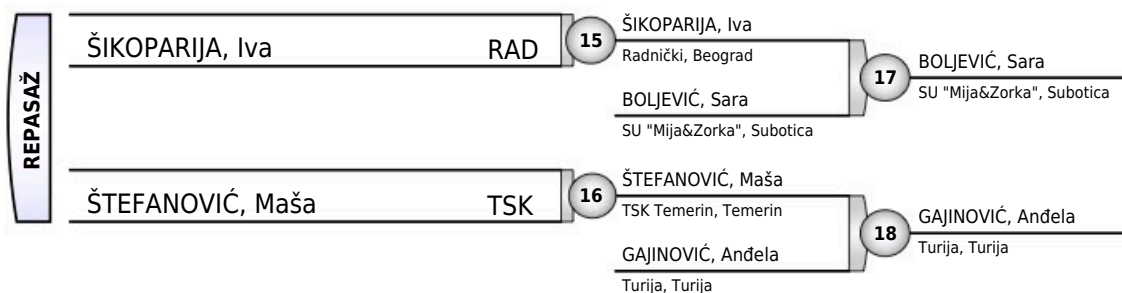 REPASAŽ
ŠIKOPARIJA, Iva RAD
15
ŠIKOPARIJA, Iva
Radnički, Beograd
BOLJEVIĆ, Sara
SU "Mija&Zorka", Subotica
17
BOLJEVIĆ, Sara
SU "Mija&Zorka", Subotica
ŠTEFANOVIĆ, Maša TSK
16
ŠTEFANOVIĆ, Maša
TSK Temerin, Temerin
GAJINOVIĆ, Anđela
Turija, Turija
18
GAJINOVIĆ, Anđela
Turija, Turija